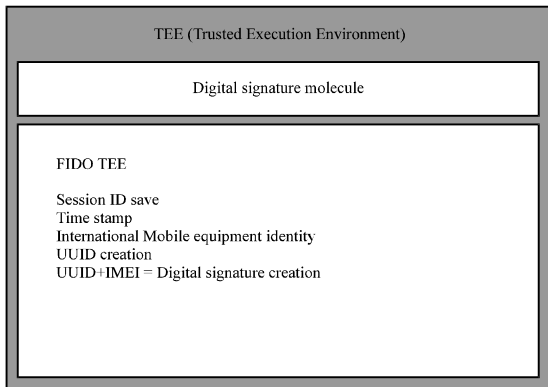 TEE (Trusted Execution Environment)
Digital signature molecule
FIDO TEE
Session ID save
Time stamp
International Mobile equipment identity
UUID creation
UUID+IMEI = Digital signature creation